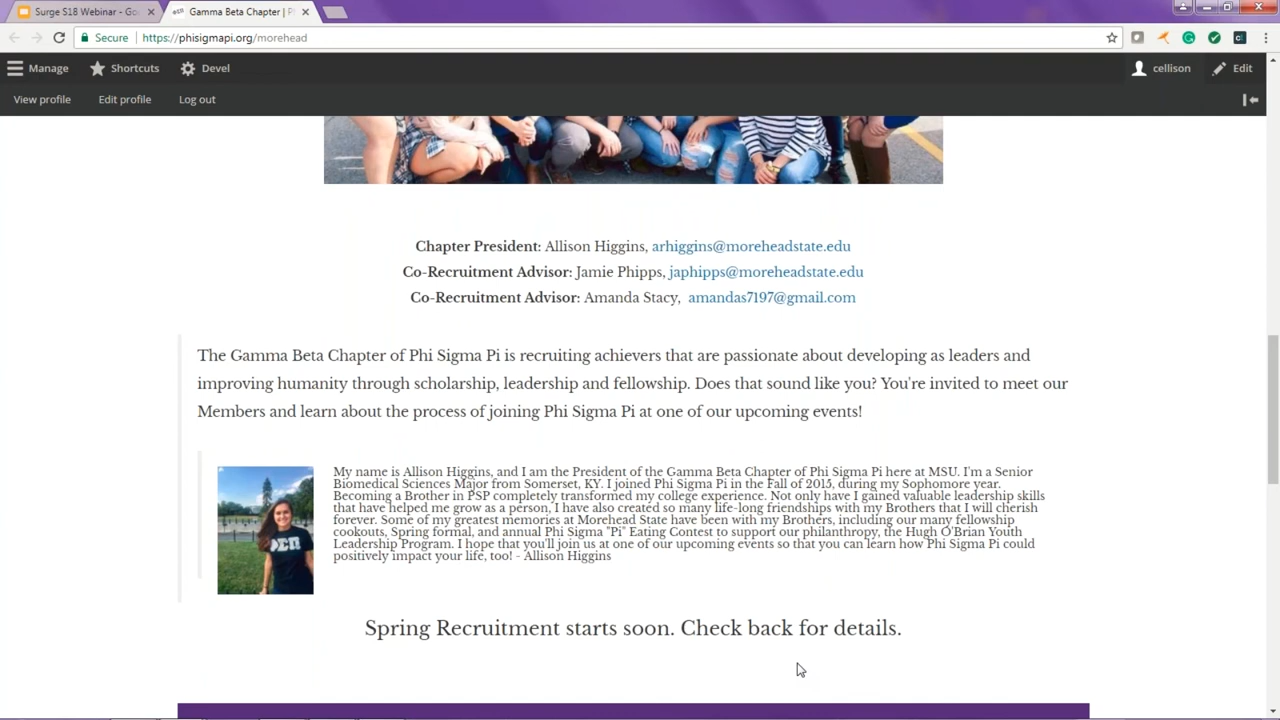 Surge S18 Webinar - Go
Gamma Beta Chapter | P
Secure
https://phisigmapi.org/morehead
Manage
Shortcuts
Devel
cellison
Edit
View profile
Edit profile
Log out
Chapter President: Allison Higgins, arhiggins@moreheadstate.edu
Co-Recruitment Advisor: Jamie Phipps, japhipps@moreheadstate.edu
Co-Recruitment Advisor: Amanda Stacy, amandas7197@gmail.com
The Gamma Beta Chapter of Phi Sigma Pi is recruiting achievers that are passionate about developing as leaders and
improving humanity through scholarship, leadership and fellowship. Does that sound like you? You're invited to meet our
Members and learn about the process of joining Phi Sigma Pi at one of our upcoming events!
My name is Allison Higgins, and I am the President of the Gamma Beta Chapter of Phi Sigma Pi here at MSU. I'm a Senior
Biomedical Sciences Major from Somerset, KY. I joined Phi Sigma Pi in the Fall of 2015, during my Sophomore year.
Becoming a Brother in PSP completely transformed my college experience. Not only have I gained valuable leadership skills
that have helped me grow as a person, I have also created so many life-long friendships with my Brothers that I will cherish
forever. Some of my greatest memories at Morehead State have been with my Brothers, including our many fellowship
cookouts, Spring formal, and annual Phi Sigma "Pi" Eating Contest to support our philanthropy, the Hugh O'Brian Youth
Leadership Program. I hope that you'll join us at one of our upcoming events so that you can learn how Phi Sigma Pi could
positively impact your life, too! - Allison Higgins
ΦΣΠ
Spring Recruitment starts soon. Check back for details.